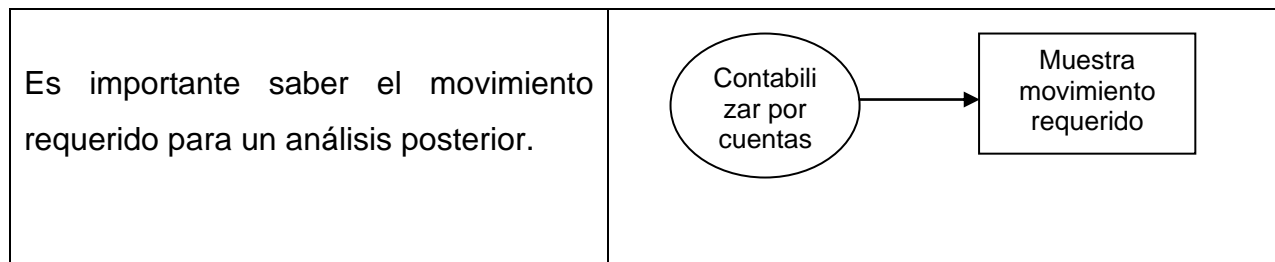 Es importante saber el movimiento
requerido para un análisis posterior.
Contabili
zar por
cuentas
Muestra
movimiento
requerido